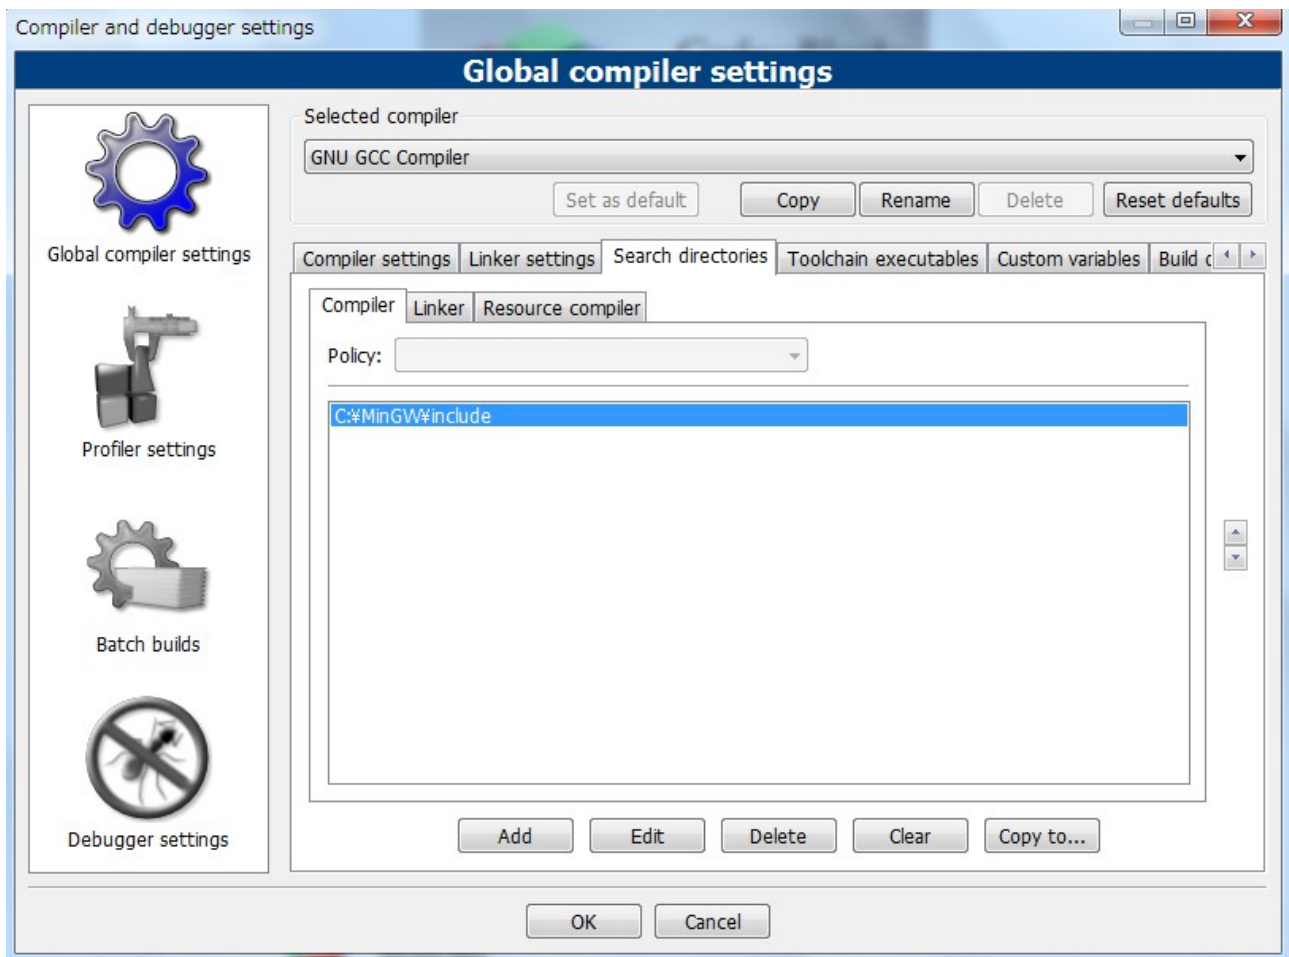 Compiler and debugger settings
Global compiler settings
Global compiler settings
Profiler settings
Batch builds
Debugger settings
Selected compiler
GNU GCC Compiler
Set as default Copy Rename Delete Reset defaults
Compiler settings Linker settings Search directories Toolchain executables Custom variables Build
Compiler Linker Resource compiler
Policy:
C:¥MinGW¥include
Add Edit Delete Clear Copy to...
OK Cancel